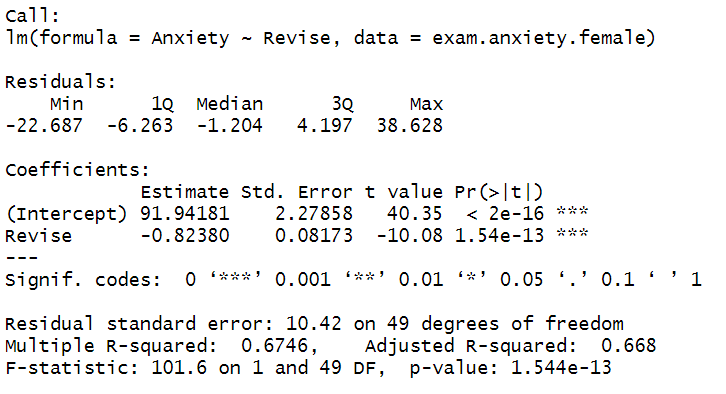 Call:
lm(formula = Anxiety ~ Revise, data = exam.anxiety.female)
Residuals:
    Min      1Q  Median      3Q     Max
-22.687  -6.263  -1.204   4.197  38.628
Coefficients:
            Estimate Std. Error t value Pr(>|t|)
(Intercept) 91.94181    2.27858   40.35  < 2e-16 ***
Revise      -0.82380    0.08173  -10.08 1.54e-13 ***
---
Signif. codes:  0 ‘***’ 0.001 ‘**’ 0.01 ‘*’ 0.05 ‘.’ 0.1 ‘ ’ 1
Residual standard error: 10.42 on 49 degrees of freedom
Multiple R-squared:  0.6746,	Adjusted R-squared:  0.668
F-statistic: 101.6 on 1 and 49 DF,  p-value: 1.544e-13